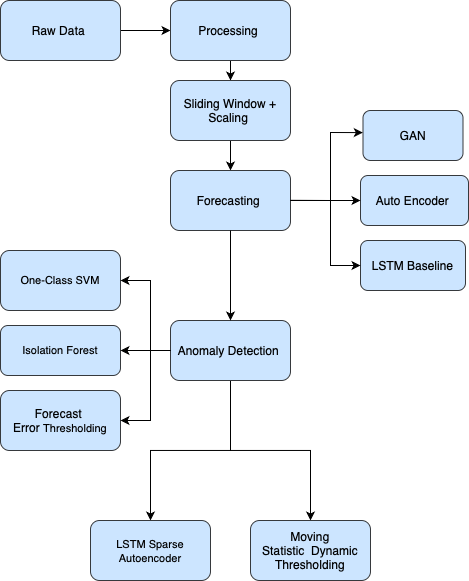 Raw Data
Processing
Sliding Window +
Scaling
GAN
Forecasting
Auto Encoder
LSTM Baseline
One-Class SVM
Isolation Forest
Anomaly Detection
Forecast
Error Thresholding
LSTM Sparse
Autoencoder
Moving
Statistic Dynamic
Thresholding